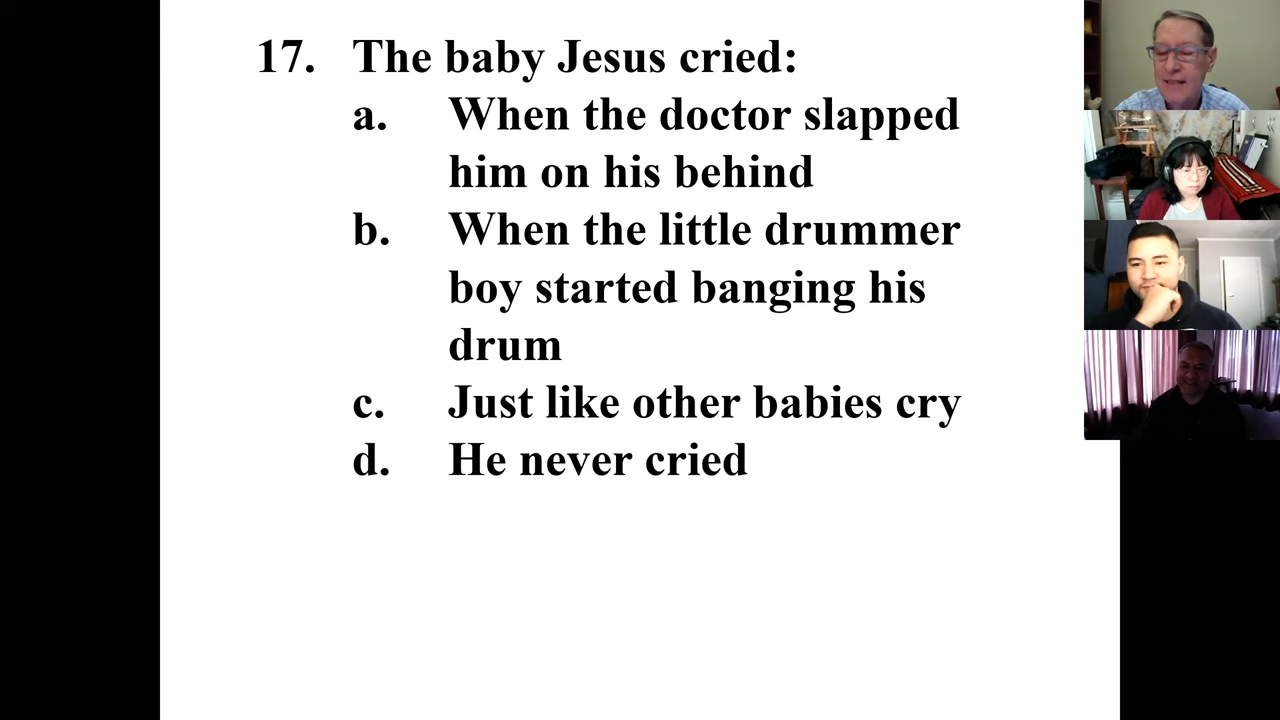 17. The baby Jesus cried:
a. When the doctor slapped
him on his behind
b. When the little drummer
boy started banging his
drum
c. Just like other babies cry
d. He never cried